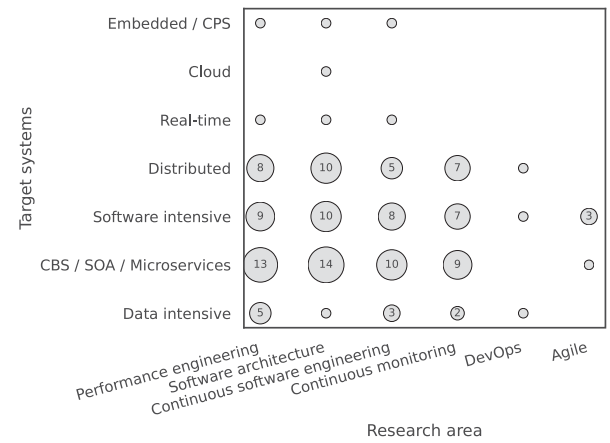 Target systems
Embedded / CPS
Cloud
Real-time
Distributed
8 10 5 7
Software intensive
9 10 8 7 3
CBS / SOA / Microservices
13 14 10 9
Data intensive
5 3 2
Performance engineering
Software architecture
Continuous software engineering
Continuous monitoring
DevOps
Agile
Research area